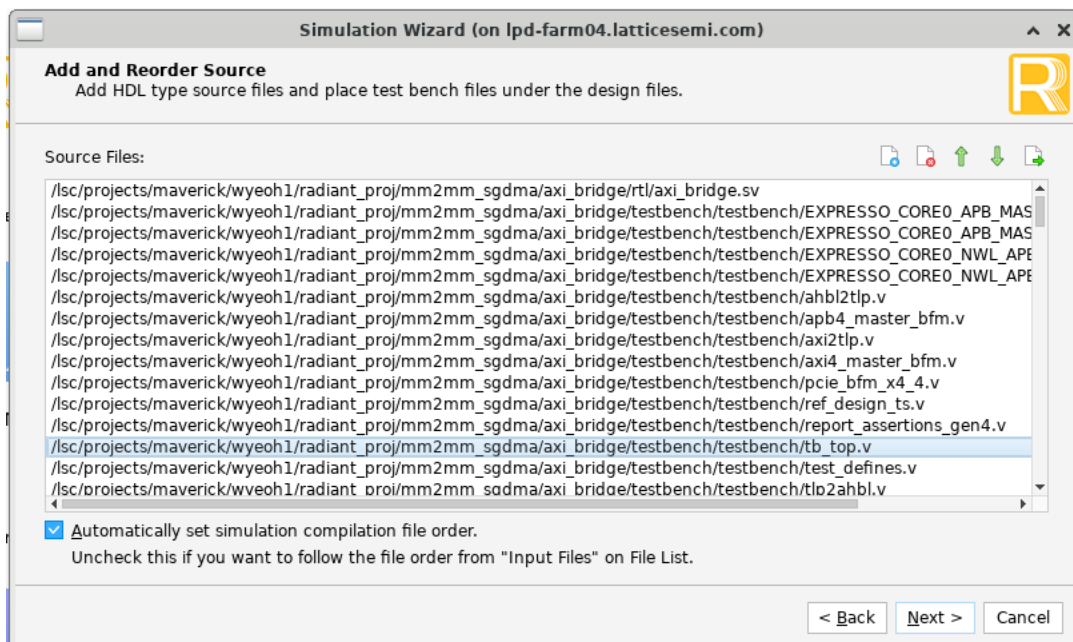 Simulation Wizard (on lpd-farm04.latticesemi.com)
Add and Reorder Source
Add HDL type source files and place test bench files under the design files.
R
Source Files:
/lsc/projects/maverick/wyeoh1/radiant_proj/mm2mm_sgdma/axi_bridge/rtl/axi_bridge.sv
/lsc/projects/maverick/wyeoh1/radiant_proj/mm2mm_sgdma/axi_bridge/testbench/testbench/EXPRESSO_CORE0_APB_MAS
/lsc/projects/maverick/wyeoh1/radiant_proj/mm2mm_sgdma/axi_bridge/testbench/testbench/EXPRESSO_CORE0_APB_MAS
/lsc/projects/maverick/wyeoh1/radiant_proj/mm2mm_sgdma/axi_bridge/testbench/testbench/EXPRESSO_CORE0_NWL_APE
/lsc/projects/maverick/wyeoh1/radiant_proj/mm2mm_sgdma/axi_bridge/testbench/testbench/EXPRESSO_CORE0_NWL_APE
/lsc/projects/maverick/wyeoh1/radiant_proj/mm2mm_sgdma/axi_bridge/testbench/testbench/ahbl2tlp.v
/lsc/projects/maverick/wyeoh1/radiant_proj/mm2mm_sgdma/axi_bridge/testbench/testbench/apb4_master_bfm.v
/lsc/projects/maverick/wyeoh1/radiant_proj/mm2mm_sgdma/axi_bridge/testbench/testbench/axi2tlp.v
/lsc/projects/maverick/wyeoh1/radiant_proj/mm2mm_sgdma/axi_bridge/testbench/testbench/axi4_master_bfm.v
/lsc/projects/maverick/wyeoh1/radiant_proj/mm2mm_sgdma/axi_bridge/testbench/testbench/pcie_bfm_x4_4.v
/lsc/projects/maverick/wyeoh1/radiant_proj/mm2mm_sgdma/axi_bridge/testbench/testbench/ref_design_ts.v
/lsc/projects/maverick/wyeoh1/radiant_proj/mm2mm_sgdma/axi_bridge/testbench/testbench/report_assertions_gen4.v
/lsc/projects/maverick/wyeoh1/radiant_proj/mm2mm_sgdma/axi_bridge/testbench/testbench/tb_top.v
/lsc/projects/maverick/wyeoh1/radiant_proj/mm2mm_sgdma/axi_bridge/testbench/testbench/test_defines.v
/lsc/projects/maverick/wyeoh1/radiant_proj/mm2mm_sgdma/axi_bridge/testbench/testbench/tlp2ahbl.v
Automatically set simulation compilation file order.
Uncheck this if you want to follow the file order from "Input Files" on File List.
< Back Next > Cancel